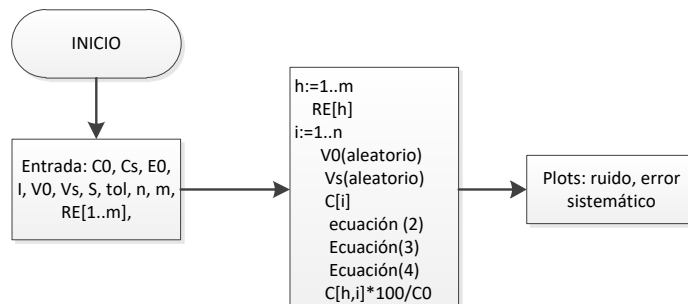 INICIO
Entrada: C0, Cs, E0,
I, V0, Vs, S, tol, n, m,
RE[1..m],
h:=1..m
RE[h]
i:=1..n
V0(aleatorio)
Vs(aleatorio)
C[i]
ecuación (2)
Ecuación(3)
Ecuación(4)
C[h,i]*100/C0
Plots: ruido, error
sistemático